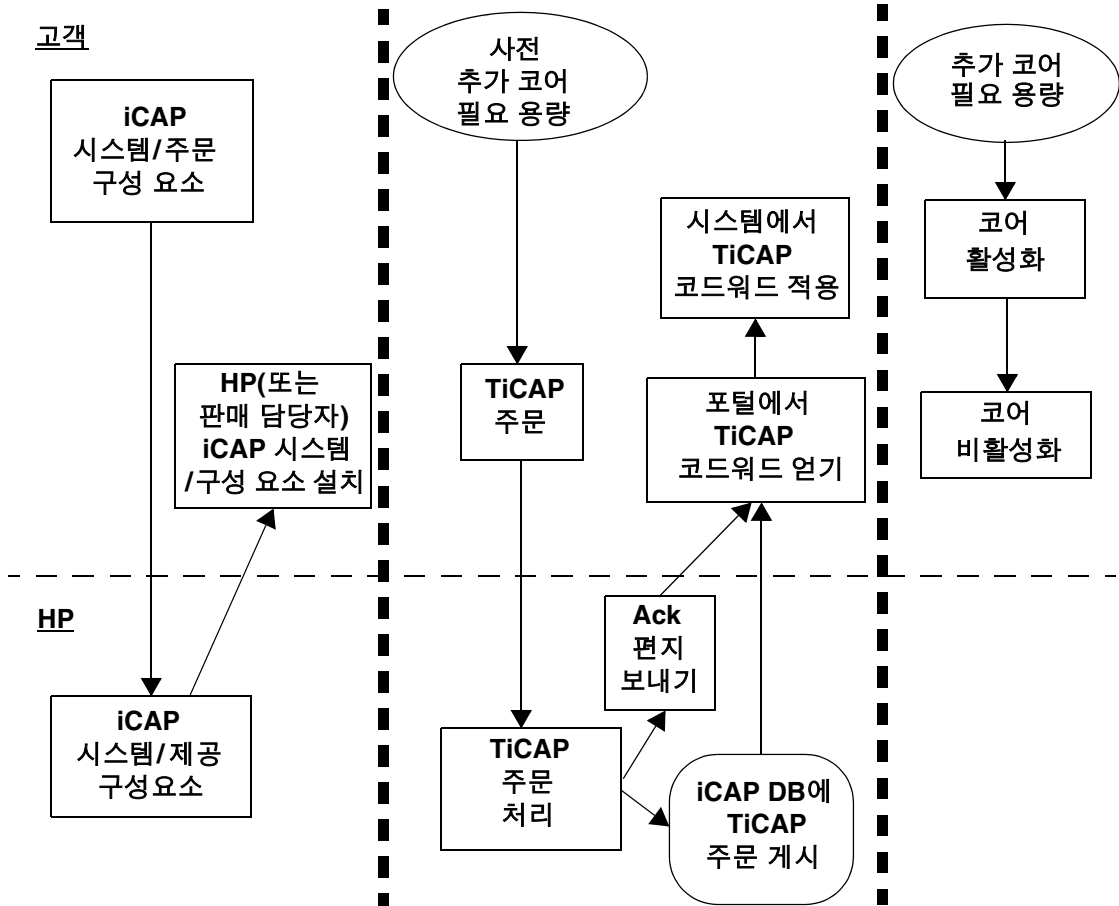 고객
iCAP
시스템/주문
구성 요소
HP(또는
판매 담당자)
iCAP 시스템
/구성 요소 설치
HP
iCAP
시스템/제공
구성요소
사전
추가 코어
필요 용량
TiCAP
주문
TiCAP
주문
처리
Ack
편지
보내기
iCAP DB에
TiCAP
주문 게시
포털에서
TiCAP
코드워드 얻기
시스템에서
TiCAP
코드워드 적용
추가 코어
필요 용량
코어
활성화
코어
비활성화